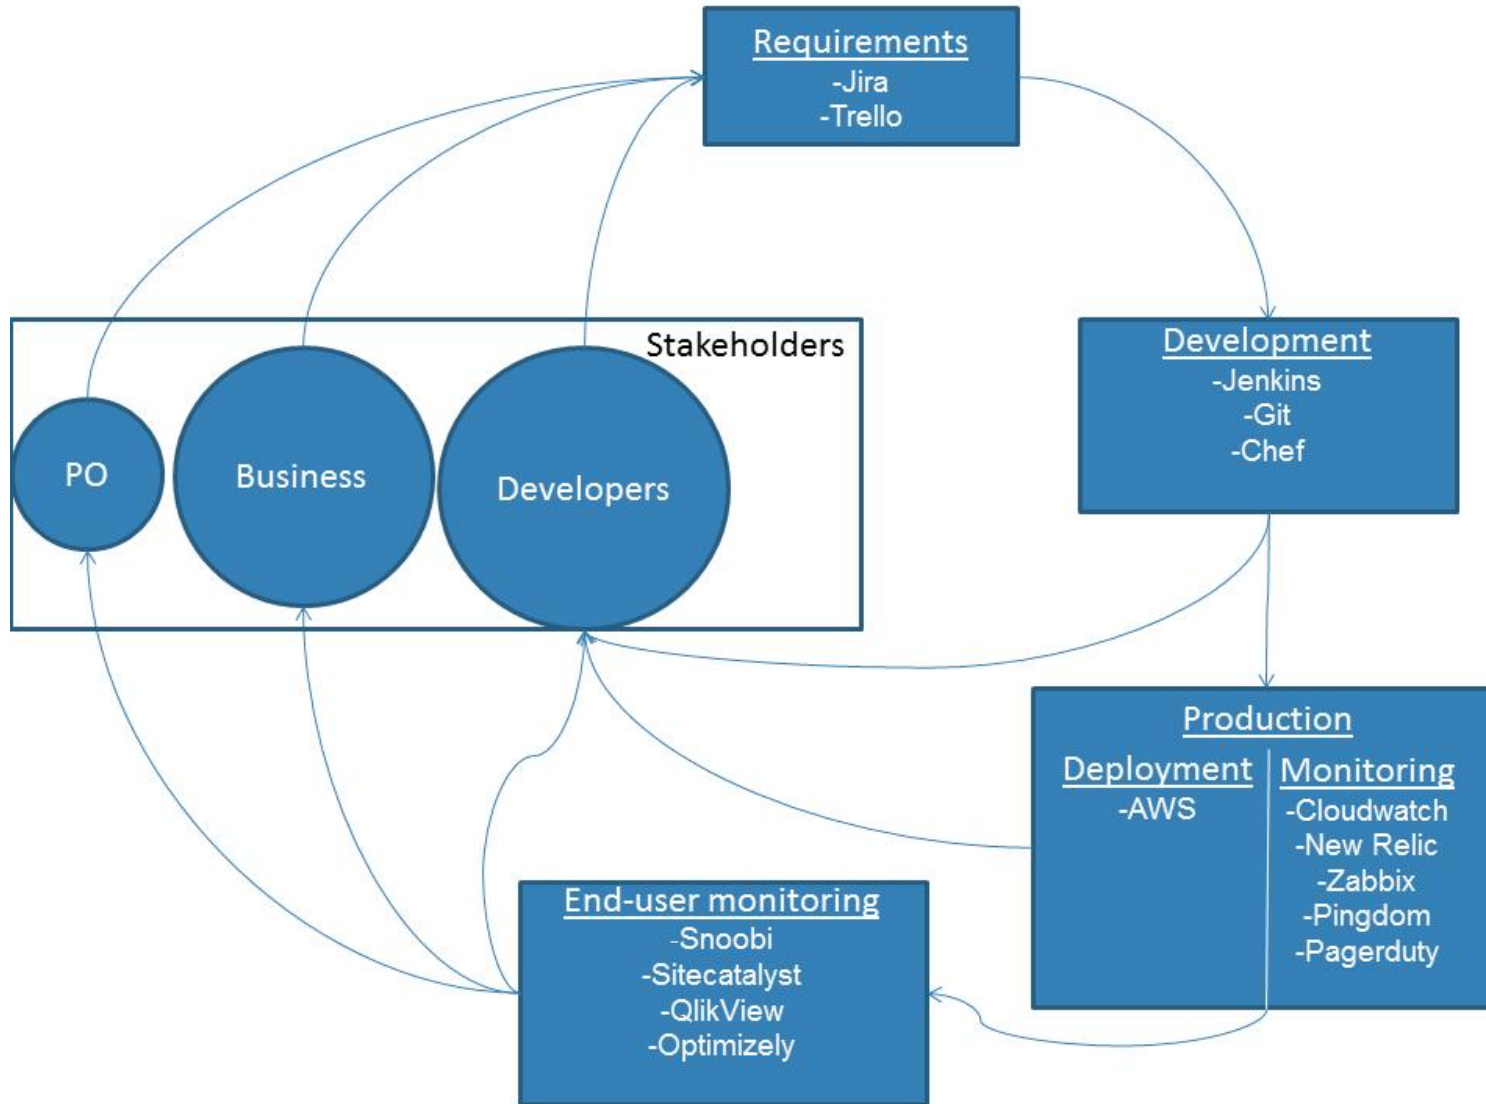 Requirements
-Jira
-Trello
Stakeholders
PO
Business
Developers
Development
-Jenkins
-Git
-Chef
Production
Deployment
-AWS
Monitoring
-Cloudwatch
-New Relic
-Zabbix
-Pingdom
-Pagerduty
End-user monitoring
-Snoobi
-Sitecatalyst
-QlikView
-Optimizely